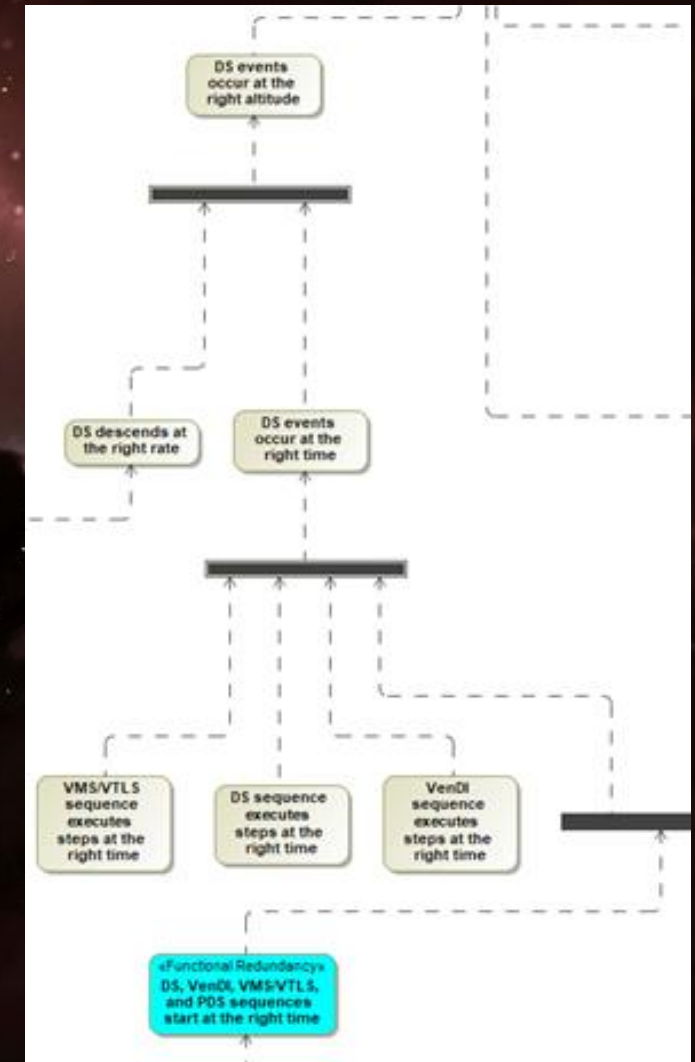 DS events
occur at the
right altitude
DS descends at
the right rate
DS events
occur at the
right time
VMS/VTLS
sequence
executes
steps at the
right time
DS sequence
executes
steps at the
right time
VenDI
sequence
executes
steps at the
right time
«Functional Redundancy»
DS, VenDI, VMS/VTLS,
and PDS sequences
start at the right time